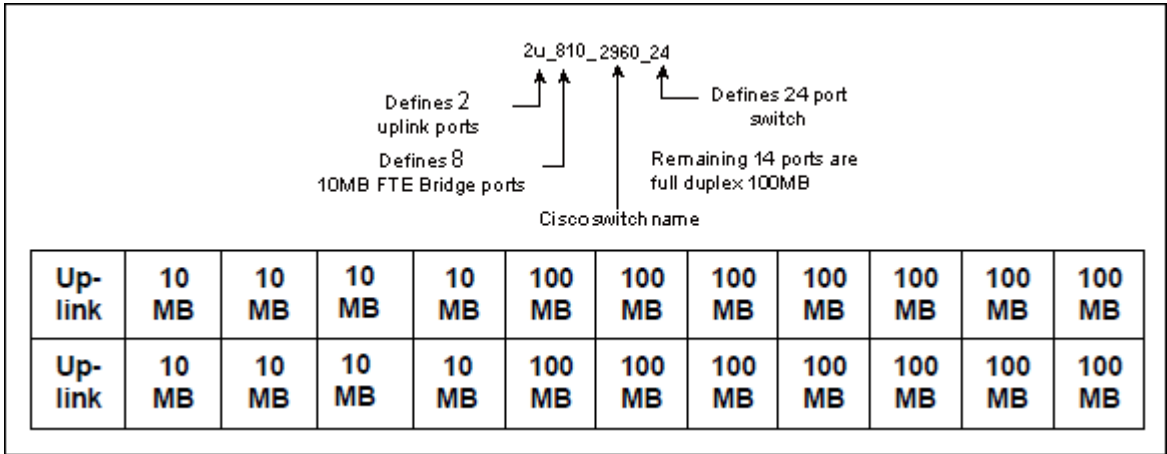 2u_810_2960_24
Defines 2
uplink ports
Defines 24 port
switch
Defines 8
10MB FTE Bridge ports
Remaining 14 ports are
full duplex 100MB
Cisco switch name
Up-link 10 MB 10 MB 10 MB 10 MB 100 MB 100 MB 100 MB 100 MB 100 MB 100 MB 100 MB
Up-link 10 MB 10 MB 10 MB 10 MB 100 MB 100 MB 100 MB 100 MB 100 MB 100 MB 100 MB